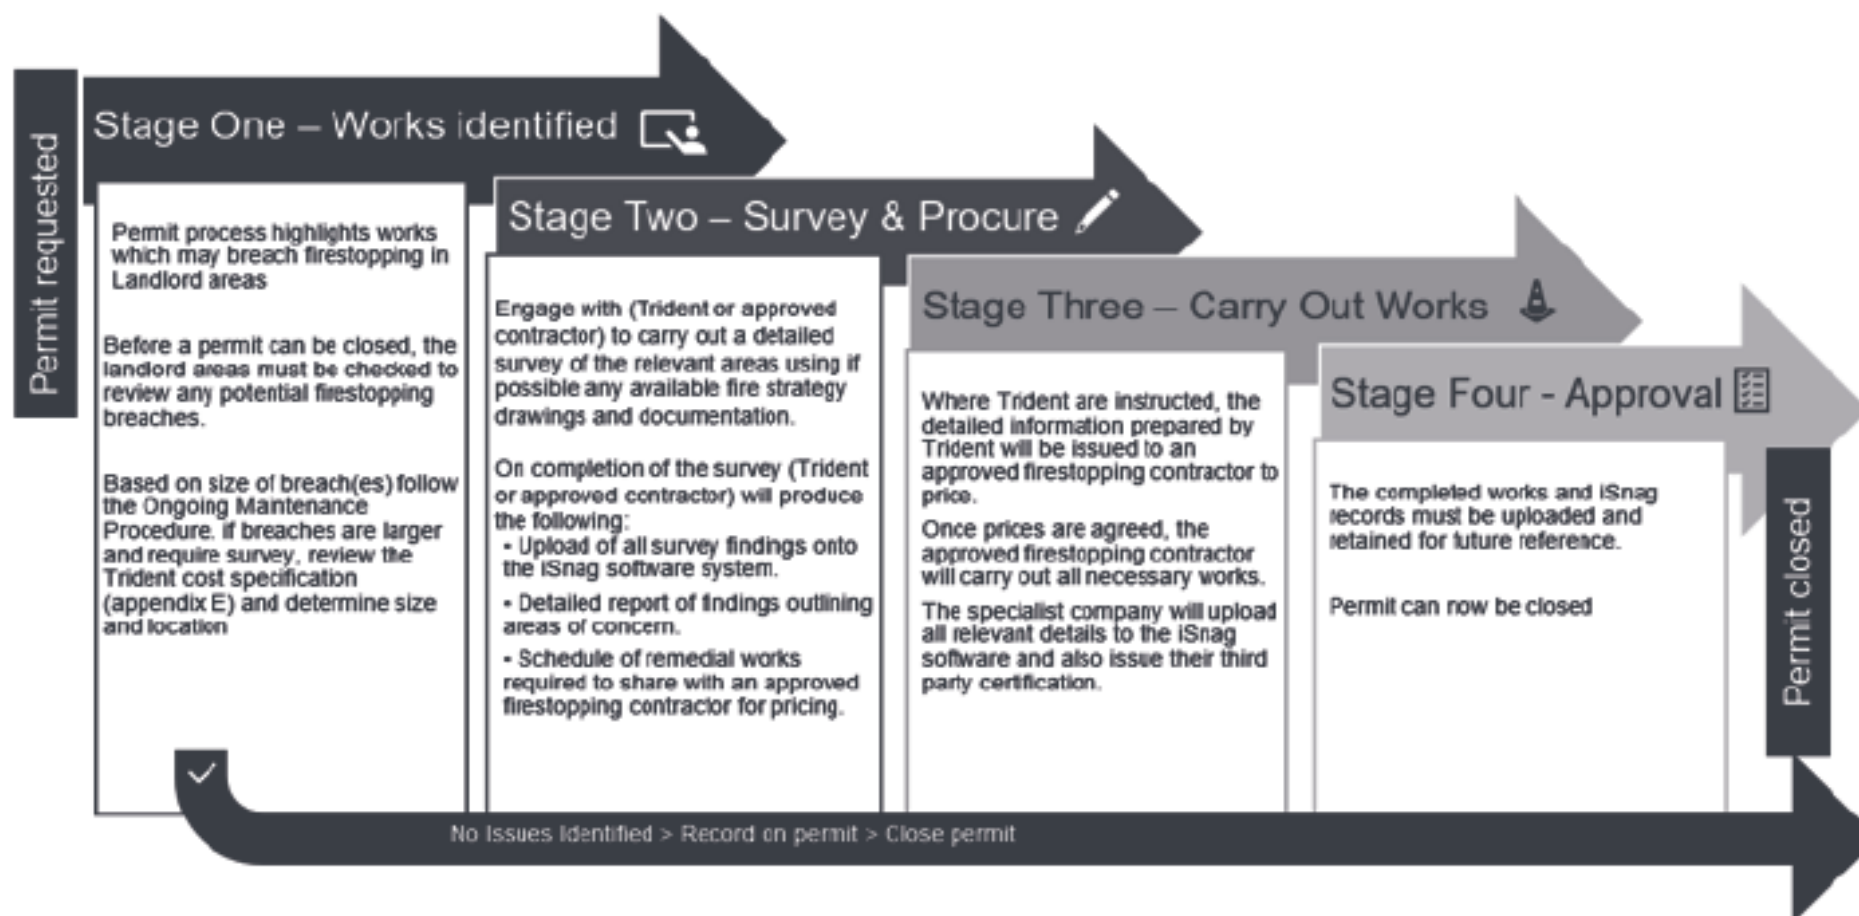 Permit requested
Stage One – Works identified
Permit process highlights works
which may breach firestopping in
Landlord areas
Before a permit can be closed, the
landlord areas must be checked to
review any potential firestopping
breaches.
Based on size of breach(es) follow
the Ongoing Maintenance
Procedure. if breaches are larger
and require survey, review the
Trident cost specification
(appendix E) and determine size
and location
Stage Two – Survey & Procure
Engage with (Trident or approved
contractor) to carry out a detailed
survey of the relevant areas using if
possible any available fire strategy
drawings and documentation.
On completion of the survey (Trident
or approved contractor) will produce
the following:
• Upload of all survey findings onto
the iSnag software system.
• Detailed report of findings outlining
areas of concern.
• Schedule of remedial works
required to share with an approved
firestopping contractor for pricing.
Stage Three – Carry Out Works
Where Trident are instructed, the
detailed information prepared by
Trident will be issued to an
approved firestopping contractor to
price.
Once prices are agreed, the
approved firestopping contractor
will carry out all necessary works.
The specialist company will upload
all relevant details to the iSnag
software and also issue their third
party certification.
Stage Four - Approval
The completed works and iSnag
records must be uploaded and
retained for future reference.
Permit can now be closed
Permit closed
No Issues Identified > Record on permit > Close permit